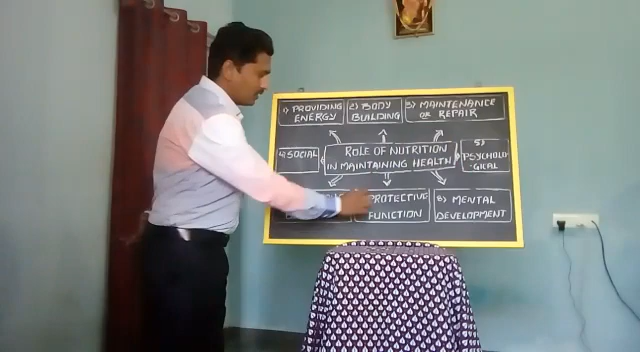 1) PROVIDING
ENERGY
2) BODY
BUILDING
3) MAINTENANCE
OR REPAIR
4) SOCIAL
ROLE OF NUTRITION
IN MAINTAINING HEALTH
5)
PSYCHOLO
-GICAL
PROTECTIVE
FUNCTION
8) MENTAL
DEVELOPMENT